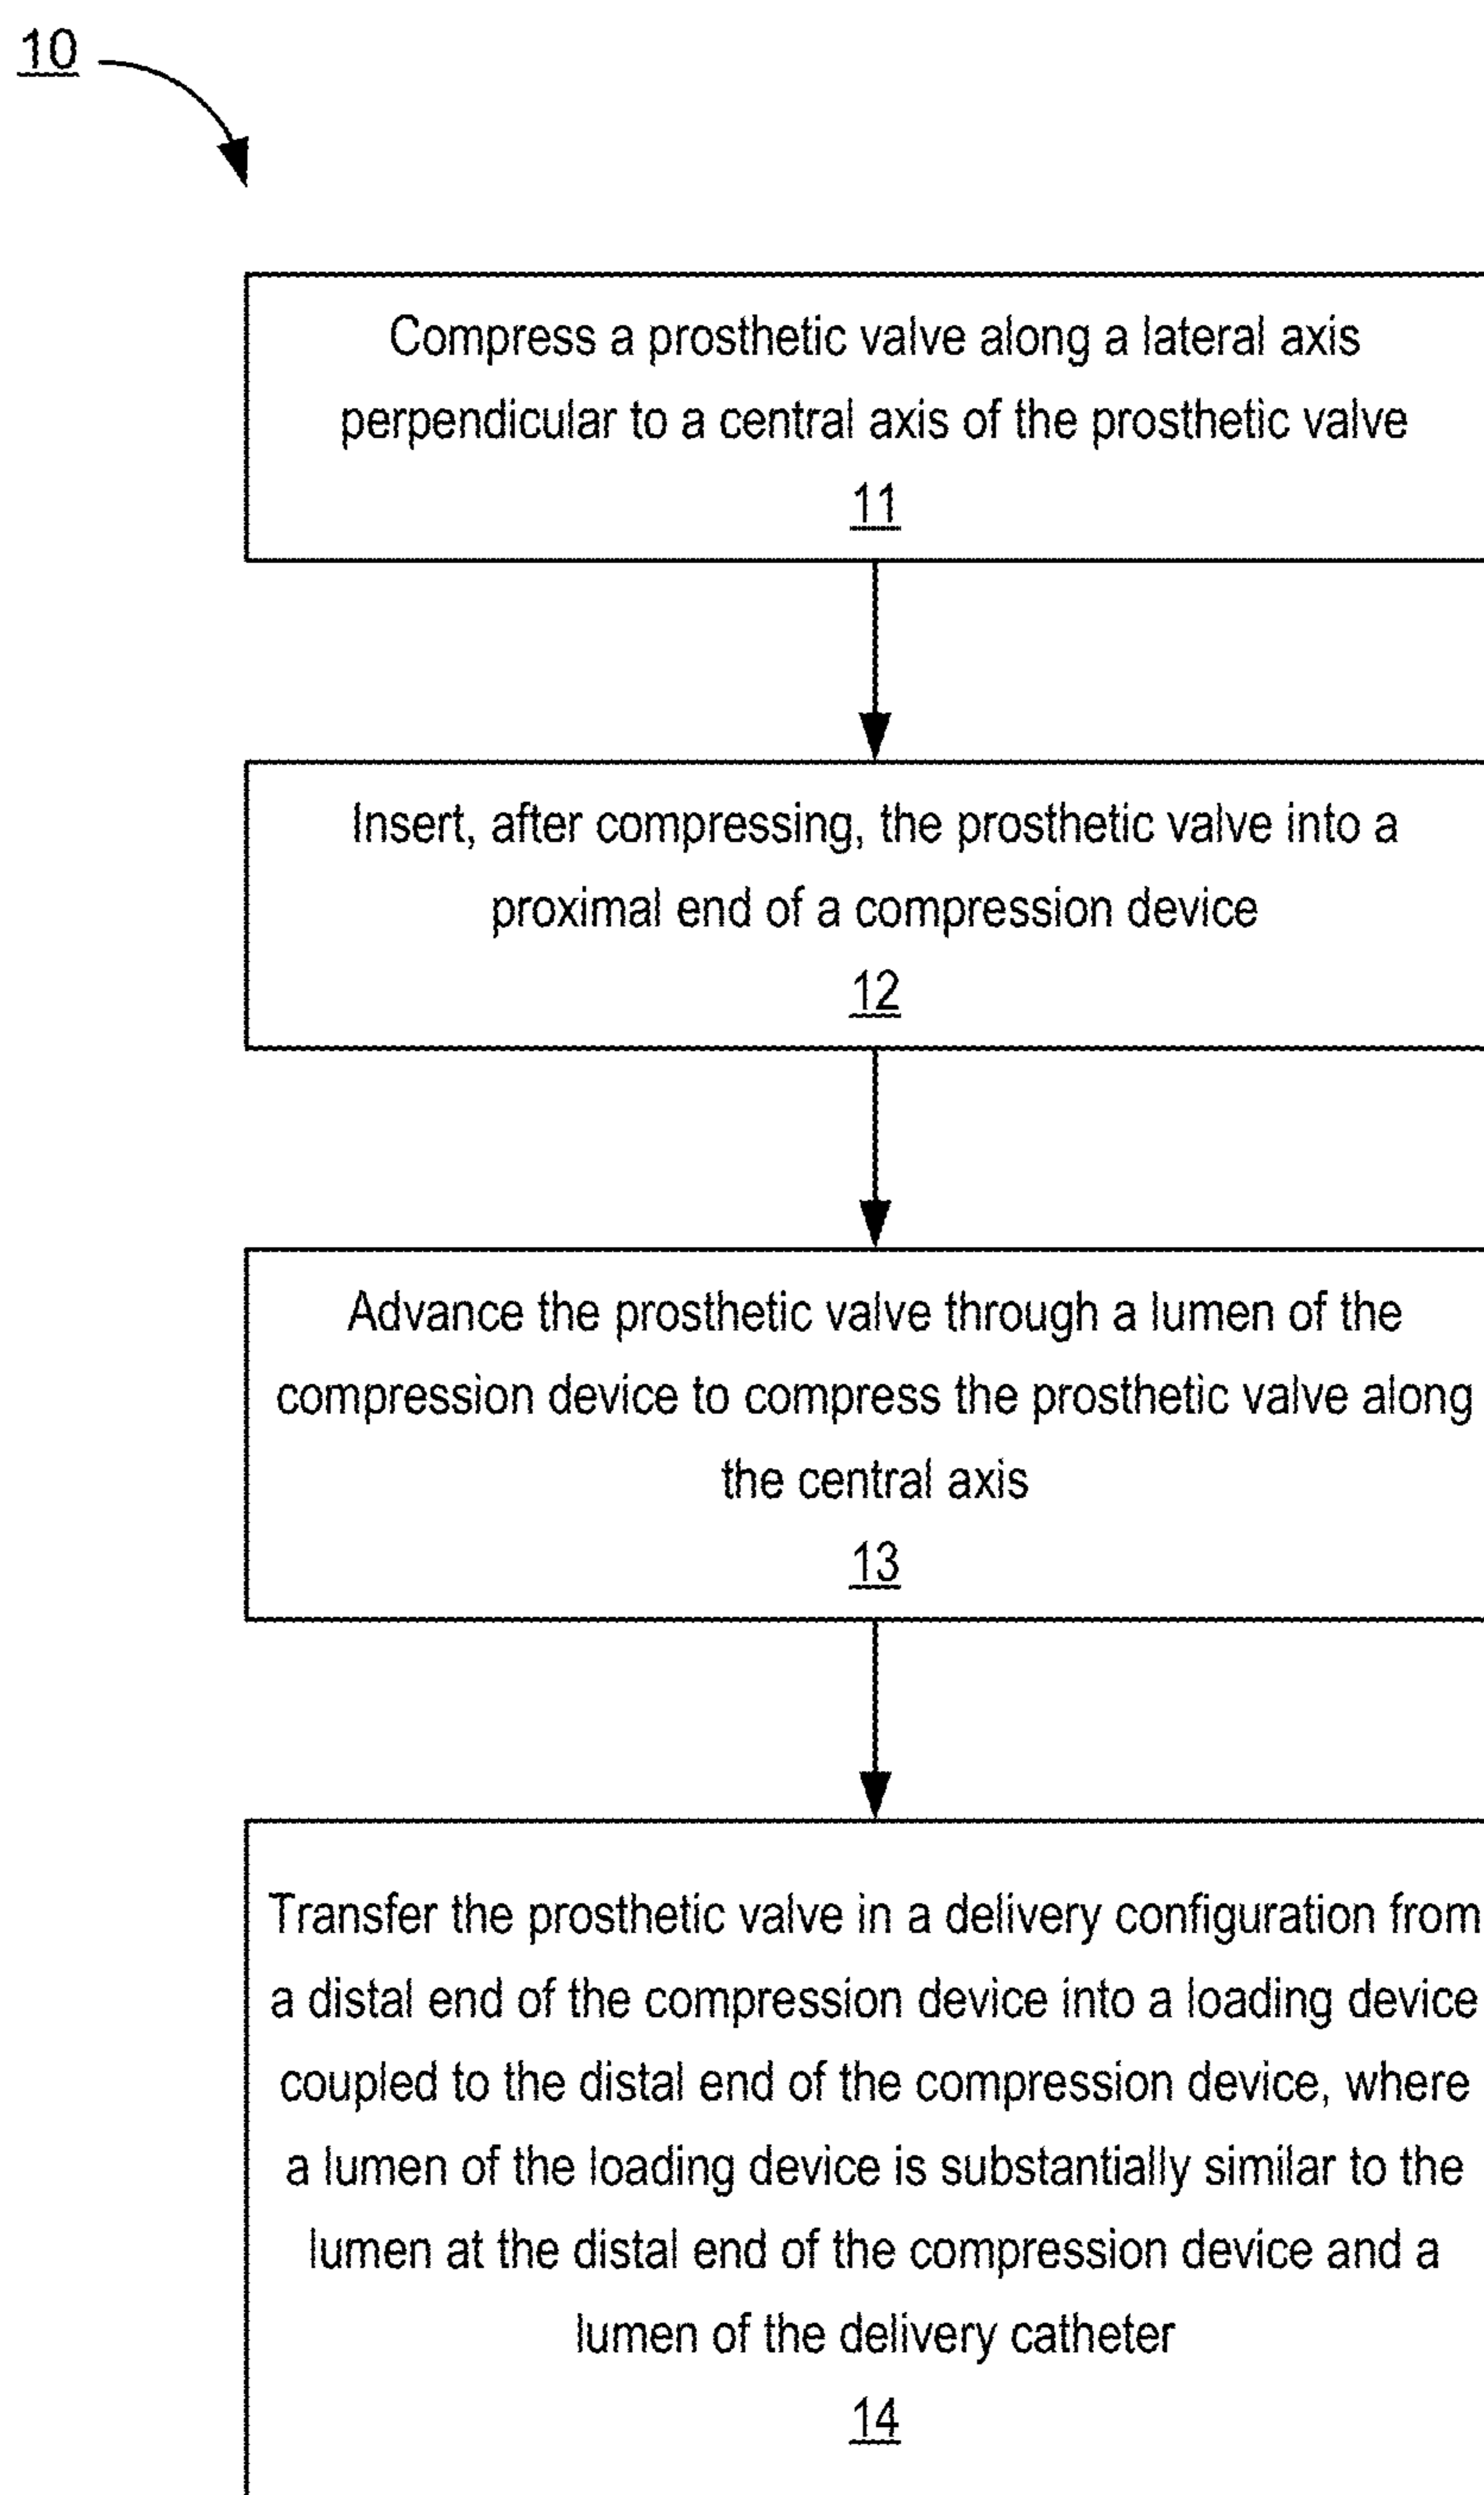 10
Compress a prosthetic valve along a lateral axis
perpendicular to a central axis of the prosthetic valve
11
Insert, after compressing, the prosthetic valve into a
proximal end of a compression device
12
Advance the prosthetic valve through a lumen of the
compression device to compress the prosthetic valve along
the central axis
13
Transfer the prosthetic valve in a delivery configuration from
a distal end of the compression device into a loading device
coupled to the distal end of the compression device, where
a lumen of the loading device is substantially similar to the
lumen at the distal end of the compression device and a
lumen of the delivery catheter
14